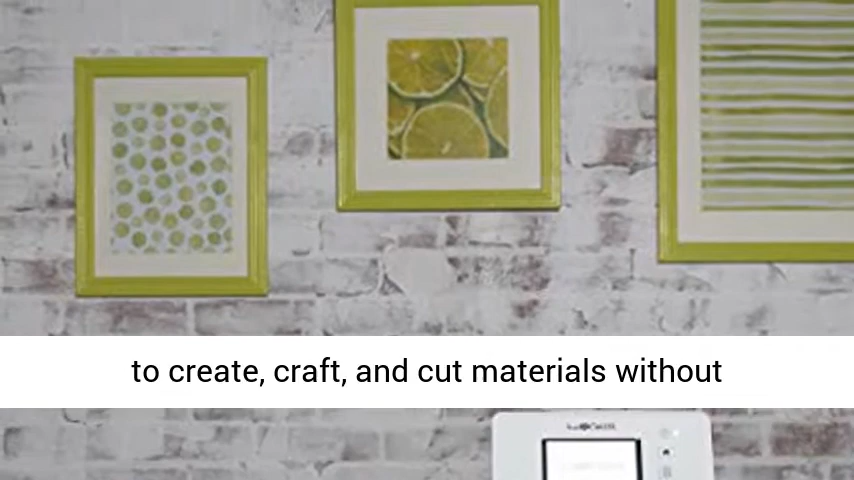 to create, craft, and cut materials without